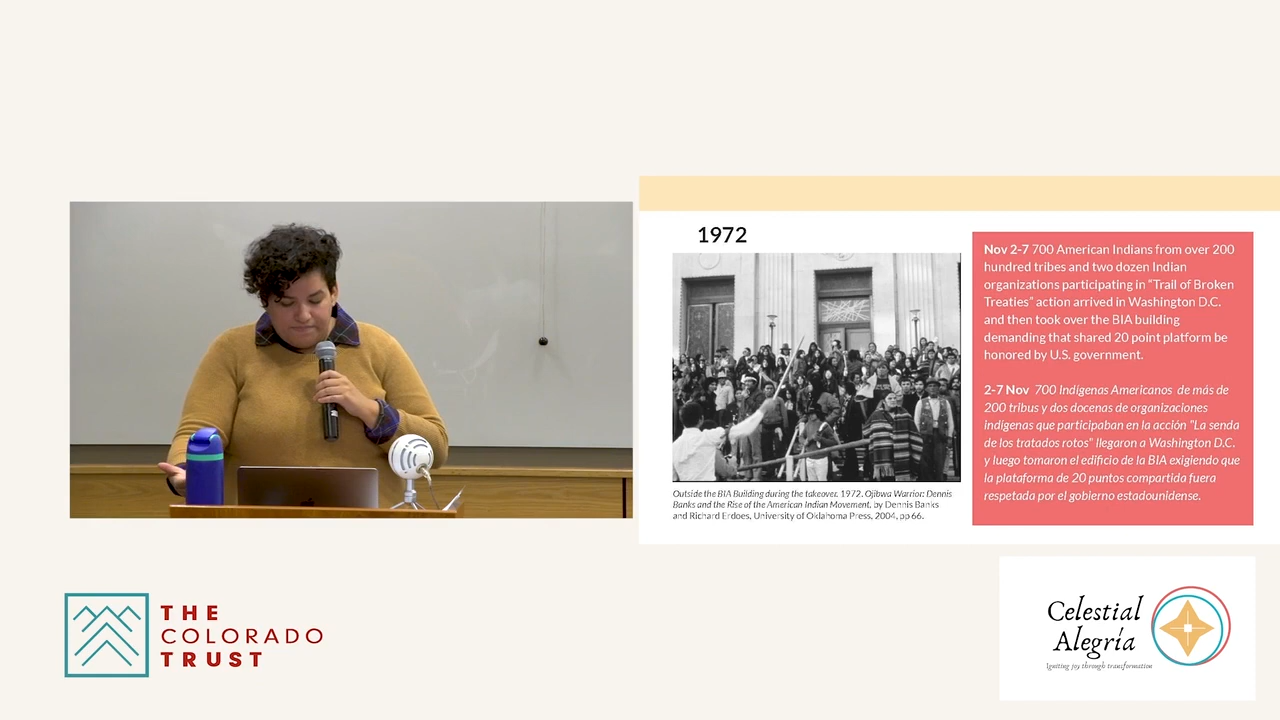 1972
Nov 2-7 700 American Indians from over 200
hundred tribes and two dozen Indian
organizations participating in “Trail of Broken
Treaties” action arrived in Washington D.C.
and then took over the BIA building
demanding that shared 20 point platform be
honored by U.S. government.
2-7 Nov 700 Indígenas Americanos de más de
200 tribus y dos docenas de organizaciones
indígenas que participaban en la acción "La senda
de los tratados rotos" llegaron a Washington D.C.
y luego tomaron el edificio de la BIA exigiendo que
la plataforma de 20 puntos compartida fuera
respetada por el gobierno estadounidense.
Outside the BIA Building during the takeover. 1972. Ojibwa Warrior: Dennis
Banks and the Rise of the American Indian Movement, by Dennis Banks
and Richard Erdoes, University of Oklahoma Press, 2004, pp 66.
THE
COLORADO
TRUST
Celestial
Alegría
Igniting joy through transformation